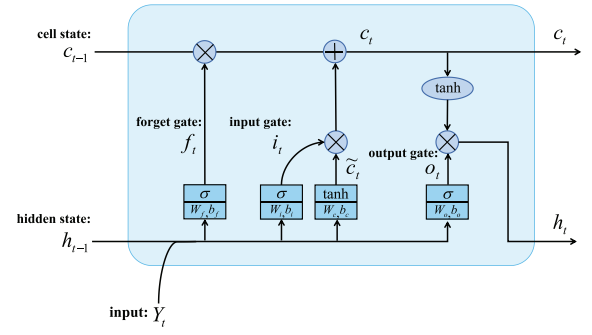 cell state:
c_{t-1}
c_t
c_t
tanh
forget gate:
f_t
input gate:
i_t
output gate:
o_t
\tilde{c}_t
σ
W_f,b_f
σ
W_i,b_i
tanh
W_c,b_c
σ
W_o,b_o
hidden state:
h_{t-1}
h_t
input: Y_t